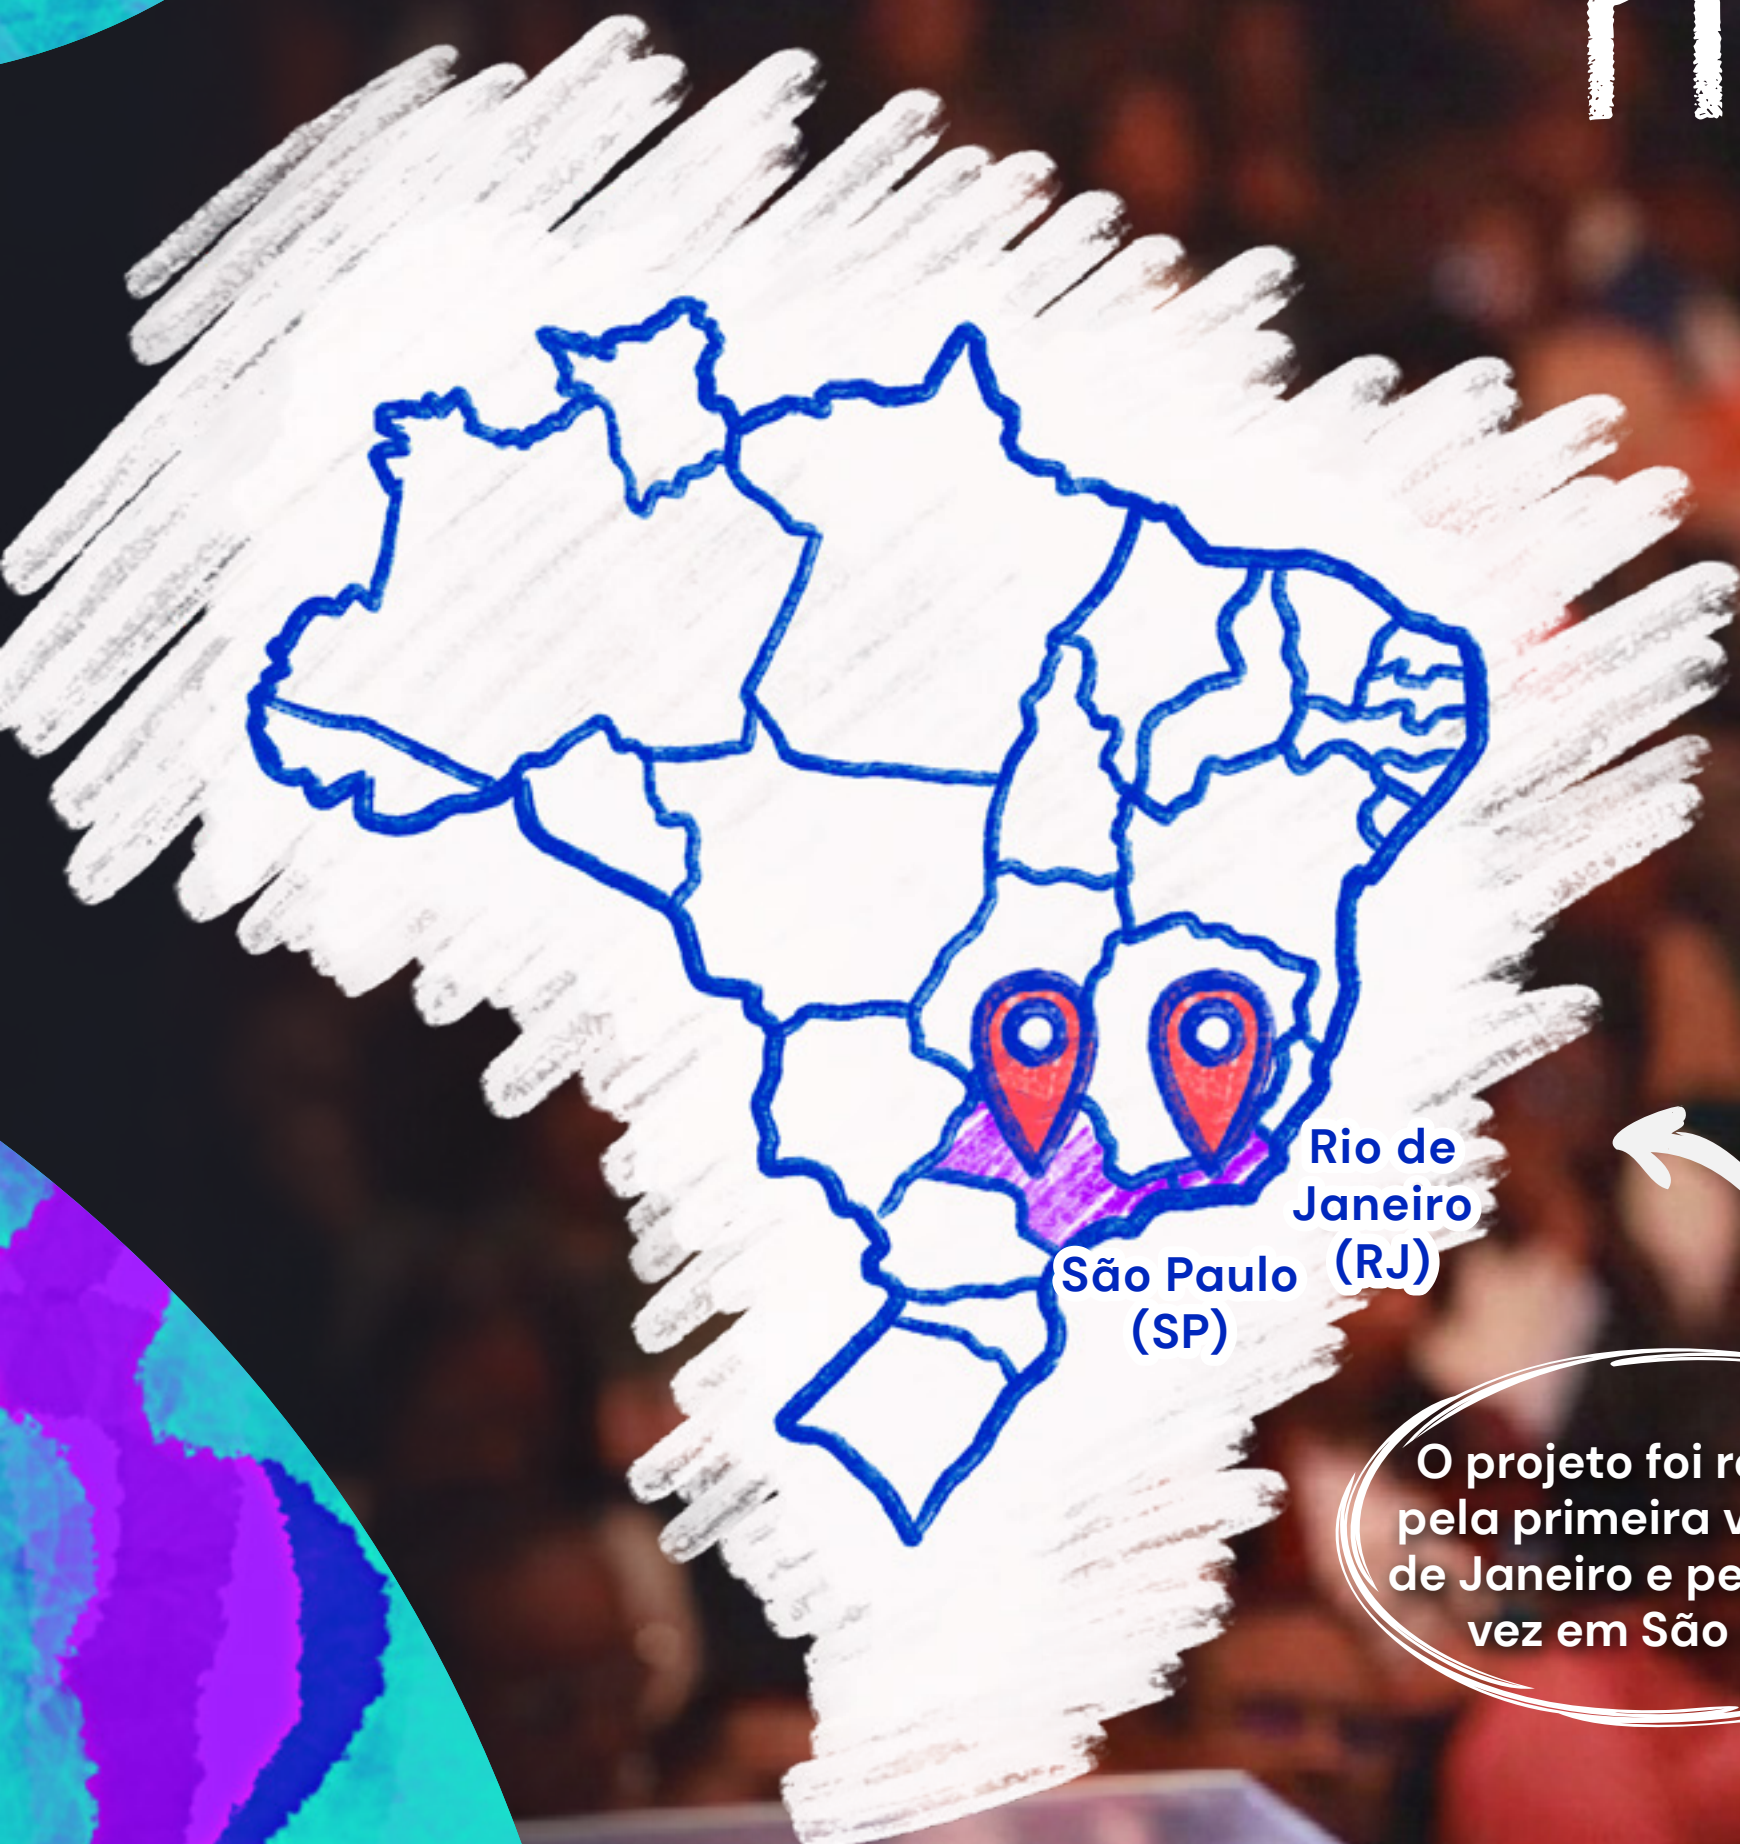 Rio de
Janeiro
(RJ)
São Paulo
(SP)
O projeto foi
pela primeira
de Janeiro e
vez em São